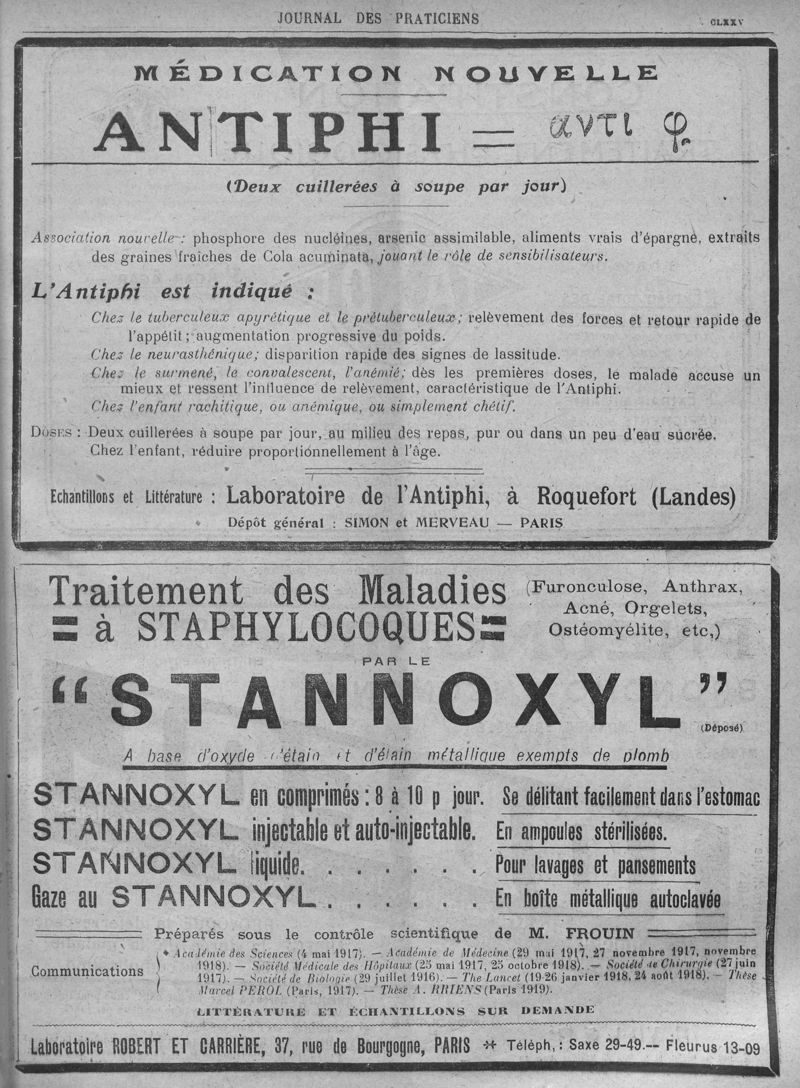 JOURNAL DES PRATICIENS
CLXXV
MÉDICATION NOUVELLE
ANTIPHI = αντι φ
(Deux cuillerées à soupe par jour)
Association nouvelle : phosphore des nucléines, arsenic assimilable, aliments vrais d'épargne, extraits
des graines fraiches de Cola acuminata, jouant le rôle de sensibilisateurs.
L'Antiphi est indiqué :
Chez le tuberculeux apyrétique et le prétuberculeux ; relèvement des forces et retour rapide de
l'appétit ; augmentation progressive du poids.
Chez le neurasthénique ; disparition rapide des signes de lassitude.
Chez le surmené, le convalescent, l'anémié ; dès les premières doses, le malade accuse un
mieux et ressent l'influence de relèvement, caractéristique de l'Antiphi.
Chez l'enfant rachitique, ou anémique, ou simplement chétif.
DOSES : Deux cuillerées à soupe par jour, au milieu des repas, pur ou dans un peu d'eau sucrée.
Chez l'enfant, réduire proportionnellement à l'âge.
Echantillons et Littérature : Laboratoire de l'Antiphi, à Roquefort (Landes)
Dépôt général : SIMON et MERVEAU — PARIS
Traitement des Maladies
à STAPHYLOCOQUES
(Furonculose, Anthrax,
Acné, Orgelets,
Ostéomyélite, etc,)
PAR LE
“STANNOXYL”
(Déposé)
A base d'oxyde d'étain et d'étain métallique exempts de plomb
STANNOXYL en comprimés : 8 à 10 p jour. Se délitant facilement dans l'estomac
STANNOXYL injectable et auto-injectable. En ampoules stérilisées.
STANNOXYL liquide. . . . . . . Pour lavages et pansements
Gaze au STANNOXYL . . . . . . En boîte métallique autoclavée
Préparés sous le contrôle scientifique de M. FROUIN
Communications
Académie des Sciences (4 mai 1917). — Académie de Médecine (29 mai 1917, 27 novembre 1917, novembre
1918). — Société Médicale des Hôpitaux (25 mai 1917, 25 octobre 1918). — Société de Chirurgie (27 juin
1917). — Société de Biologie (29 juillet 1916). — The Lancet (19-26 janvier 1918, 24 août 1918). — Thèse
Marcel PEROL (Paris, 1917). — Thèse A. BRIENS (Paris 1919).
LITTÉRATURE ET ÉCHANTILLONS SUR DEMANDE
Laboratoire ROBERT ET CARRIÈRE, 37, rue de Bourgogne, PARIS ** Téléph, : Saxe 29-49.-- Fleurus 13-09